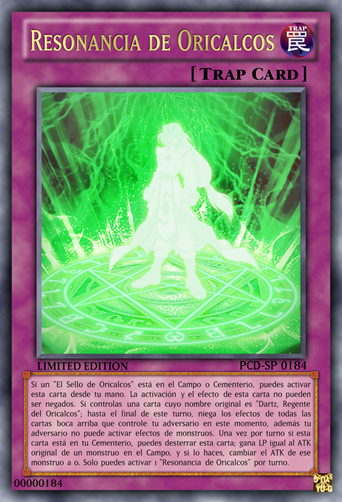 RESONANCIA DE ORICALCOS
TRAP
罠
[ TRAP CARD ]
LIMITED EDITION
PCD-SP 0184
Si un "El Sello de Oricalcos" está en el Campo o Cementerio, puedes activar
esta carta desde tu mano. La activación y el efecto de esta carta no pueden
ser negados. Si controlas una carta cuyo nombre original es "Dartz, Regente
del Oricalcos"; hasta el final de este turno, niega los efectos de todas las
cartas boca arriba que controle tu adversario en este momento, además tu
adversario no puede activar efectos de monstruos. Una vez por turno si esta
carta está en tu Cementerio, puedes desterrar esta carta; gana LP igual al ATK
original de un monstruo en el Campo, y si lo haces, cambiar el ATK de ese
monstruo a 0. Solo puedes activar 1 "Resonancia de Oricalcos" por turno.
00000184